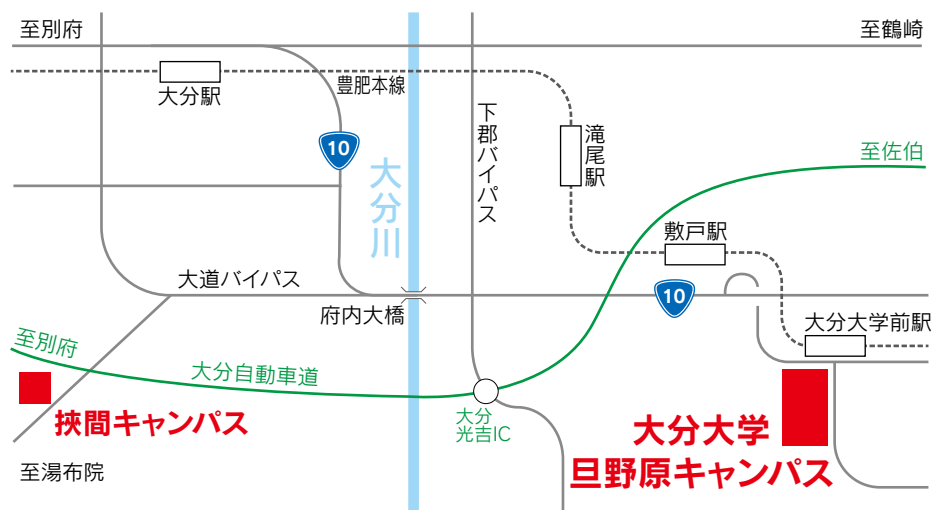 至別府
至鶴崎
大分駅
豊肥本線
10
大分川
下郡バイパス
滝尾駅
至佐伯
敷戸駅
大道バイパス
10
府内大橋
大分大学前駅
至別府
大分自動車道
挾間キャンパス
大分
光吉IC
大分大学
旦野原キャンパス
至湯布院